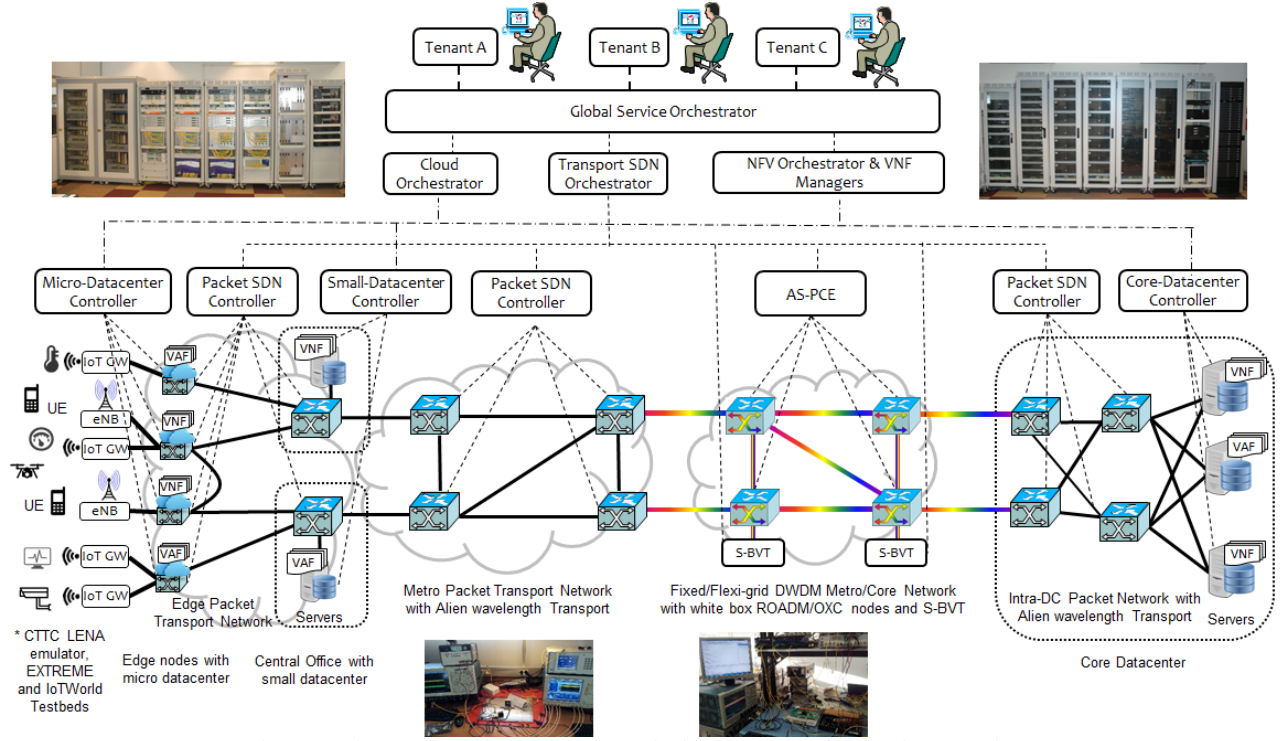 Tenant A
Tenant B
Tenant C
Global Service Orchestrator
Cloud
Orchestrator
Transport SDN
Orchestrator
NFV Orchestrator & VNF
Managers
Micro-Datacenter
Controller
Packet SDN
Controller
Small-Datacenter
Controller
Packet SDN
Controller
AS-PCE
Packet SDN
Controller
Core-Datacenter
Controller
IoT GW
VAF
VNF
UE
eNB
VNF
IoT GW
UE
eNB
VNF
IoT GW
VAF
IoT GW
VAF
Servers
Edge Packet
Transport Network
S-BVT
S-BVT
VNF
VAF
VNF
Servers
Metro Packet Transport Network
with Alien wavelength Transport
Fixed/Flexi-grid DWDM Metro/Core Network
with white box ROADM/OXC nodes and S-BVT
Intra-DC Packet Network with
Alien wavelength Transport
Core Datacenter
* CTTC LENA
emulator,
EXTREME
and IoTWorld
Testbeds
Edge nodes with
micro datacenter
Central Office with
small datacenter